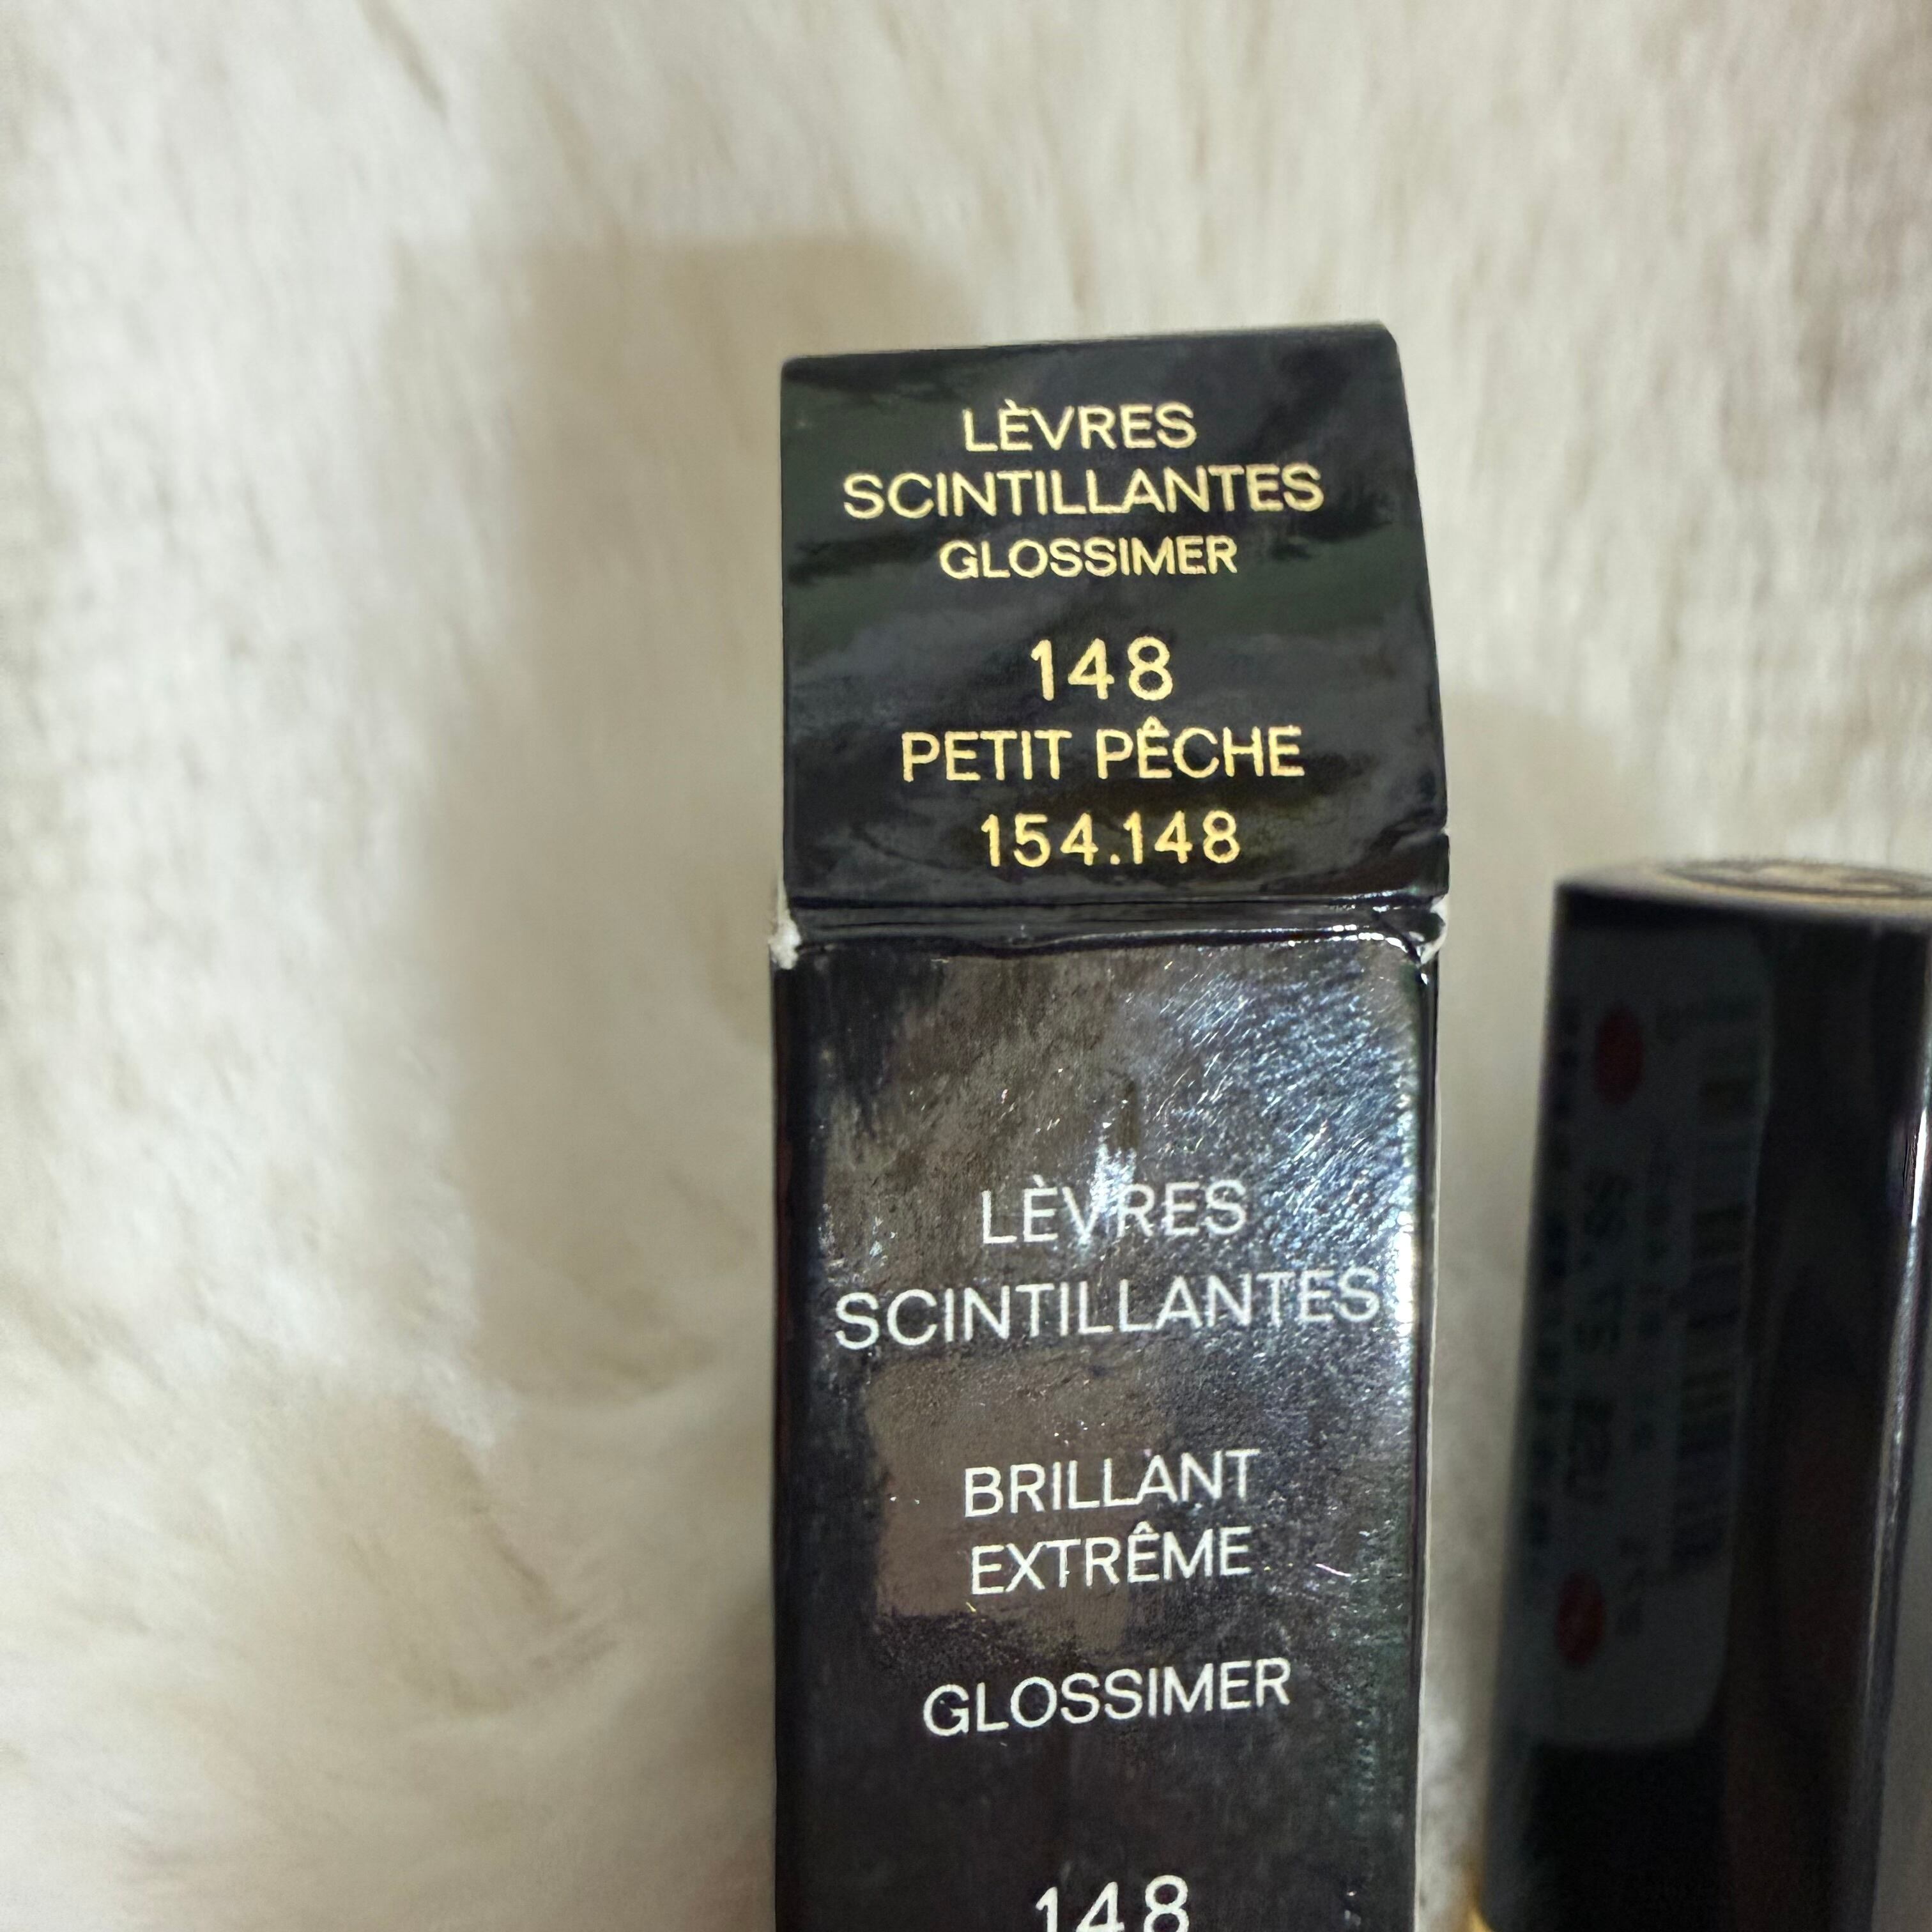 LÈVRES
SCINTILLANTES
GLOSSIMER
148
PETIT PÊCHE
154.148
LÈVRES
SCINTILLANTES
BRILLANT
EXTRÊME
GLOSSIMER
148